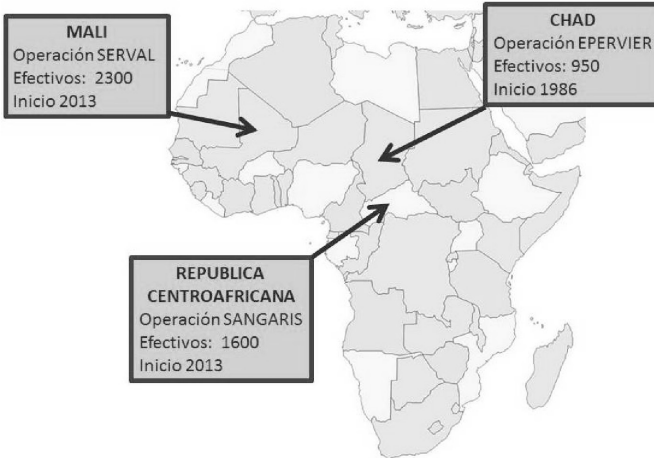 MALI
Operación SERVAL
Efectivos: 2300
Inicio 2013
CHAD
Operación EPERVIER
Efectivos: 950
Inicio 1986
REPUBLICA
CENTROAFRICANA
Operación SANGARIS
Efectivos: 1600
Inicio 2013